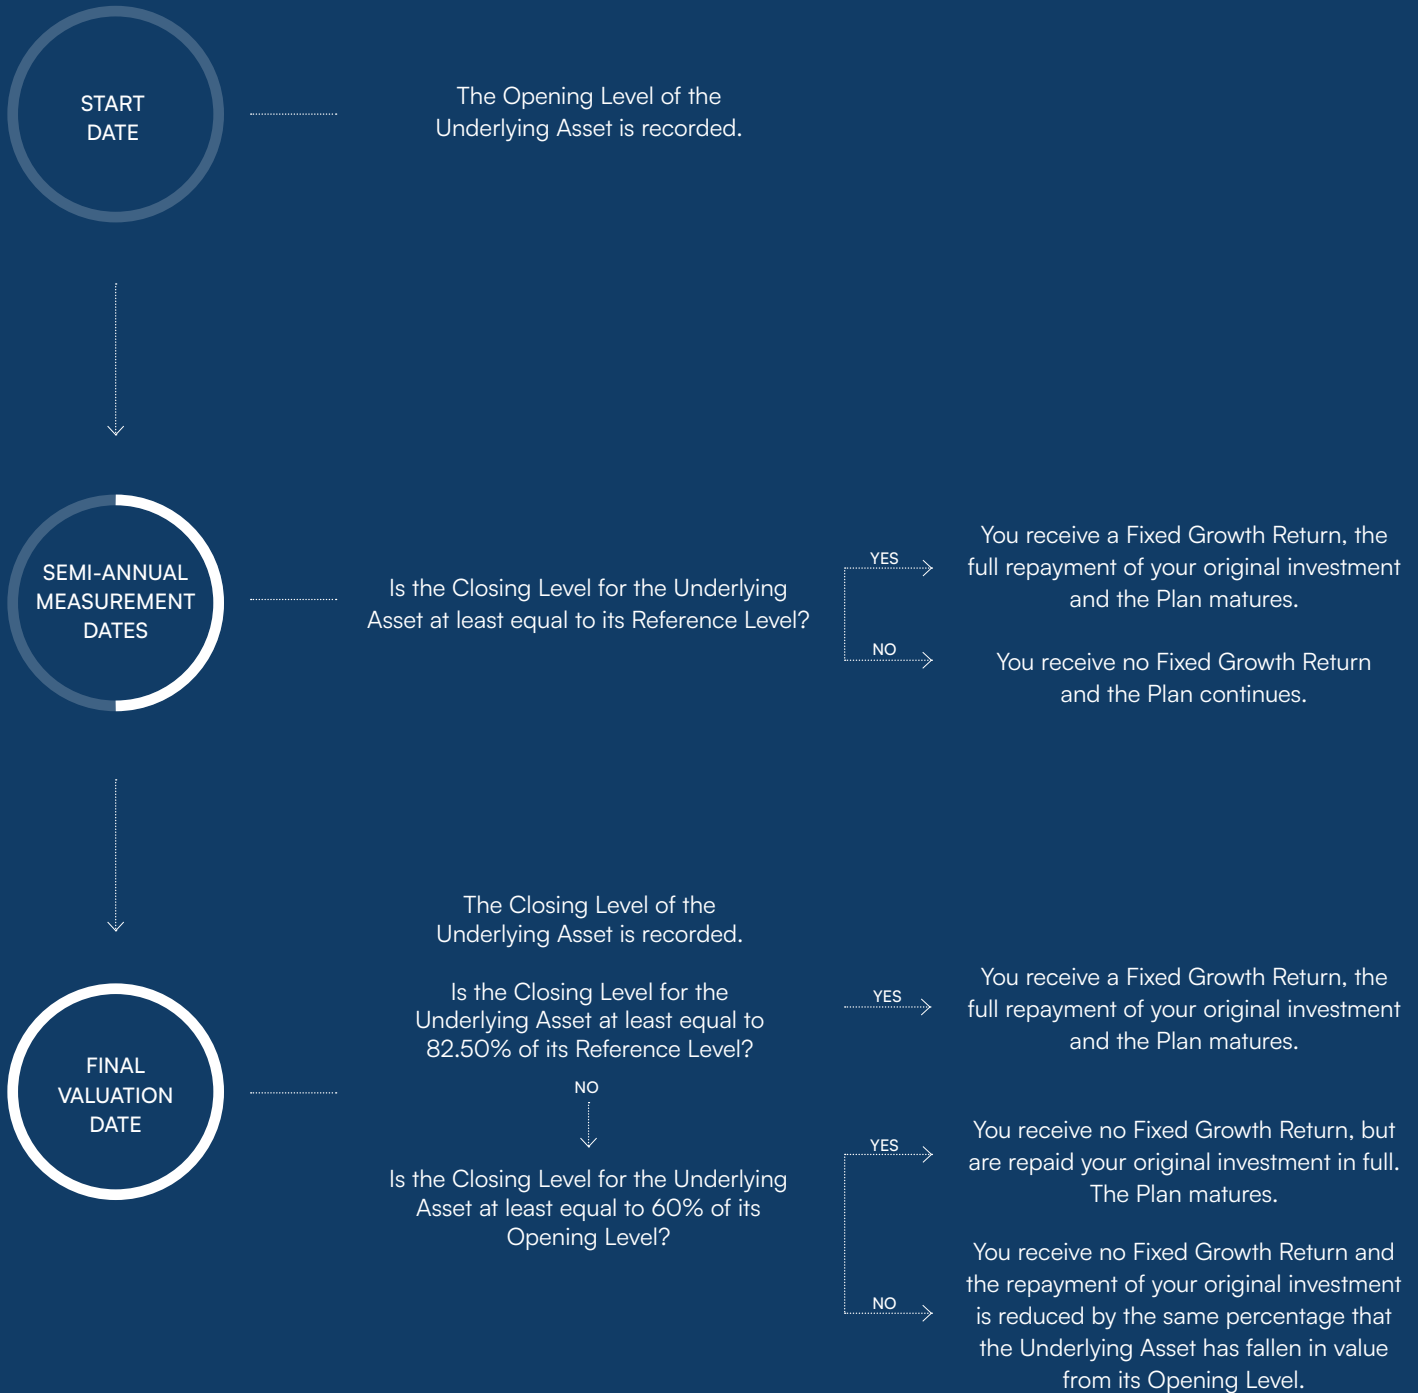 START
DATE
The Opening Level of the
Underlying Asset is recorded.
SEMI-ANNUAL
MEASUREMENT
DATES
Is the Closing Level for the Underlying
Asset at least equal to its Reference Level?
YES
You receive a Fixed Growth Return, the
full repayment of your original investment
and the Plan matures.
NO
You receive no Fixed Growth Return
and the Plan continues.
FINAL
VALUATION
DATE
The Closing Level of the
Underlying Asset is recorded.
Is the Closing Level for the
Underlying Asset at least equal to
82.50% of its Reference Level?
YES
You receive a Fixed Growth Return, the
full repayment of your original investment
and the Plan matures.
NO
Is the Closing Level for the Underlying
Asset at least equal to 60% of its
Opening Level?
YES
You receive no Fixed Growth Return, but
are repaid your original investment in full.
The Plan matures.
NO
You receive no Fixed Growth Return and
the repayment of your original investment
is reduced by the same percentage that
the Underlying Asset has fallen in value
from its Opening Level.